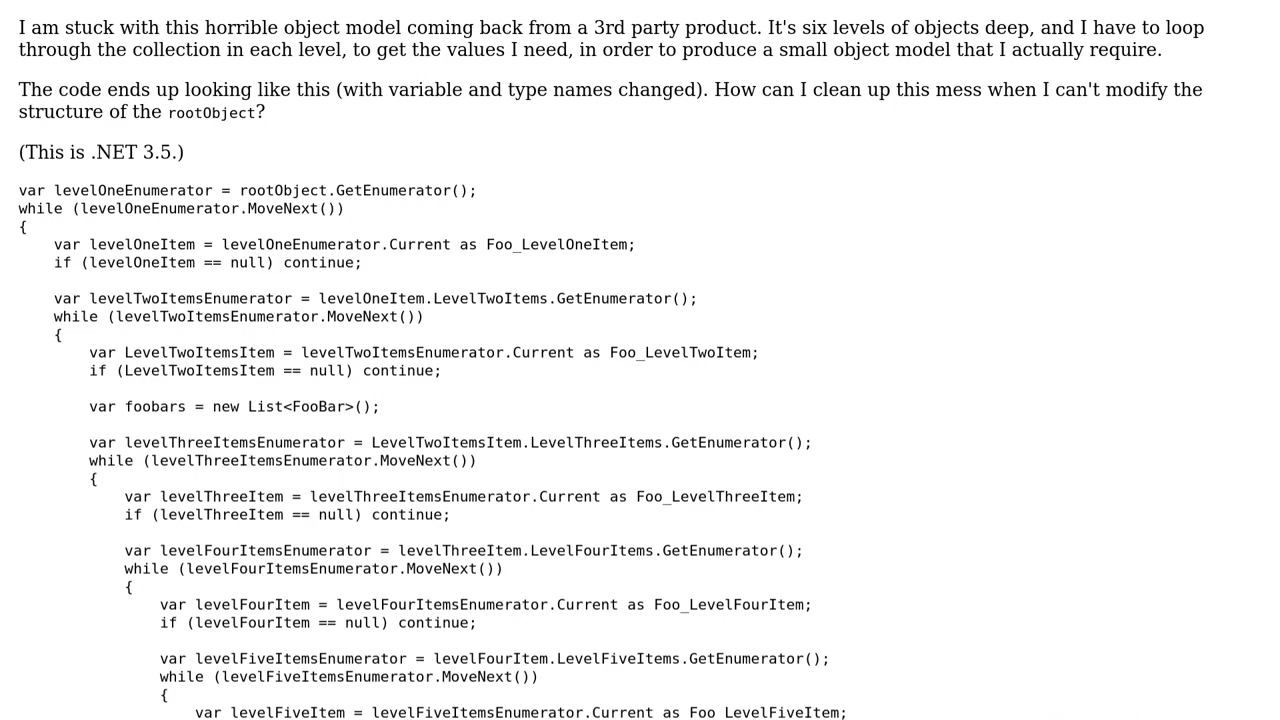 I am stuck with this horrible object model coming back from a 3rd party product. It's six levels of objects deep, and I have to loop
through the collection in each level, to get the values I need, in order to produce a small object model that I actually require.
The code ends up looking like this (with variable and type names changed). How can I clean up this mess when I can't modify the
structure of the rootObject?
(This is .NET 3.5.)
var levelOneEnumerator = rootObject.GetEnumerator();
while (levelOneEnumerator.MoveNext())
{
    var levelOneItem = levelOneEnumerator.Current as Foo_LevelOneItem;
    if (levelOneItem == null) continue;
    var levelTwoItemsEnumerator = levelOneItem.LevelTwoItems.GetEnumerator();
    while (levelTwoItemsEnumerator.MoveNext())
    {
        var LevelTwoItemsItem = levelTwoItemsEnumerator.Current as Foo_LevelTwoItem;
        if (LevelTwoItemsItem == null) continue;
        var foobars = new List<FooBar>();
        var levelThreeItemsEnumerator = LevelTwoItemsItem.LevelThreeItems.GetEnumerator();
        while (levelThreeItemsEnumerator.MoveNext())
        {
            var levelThreeItem = levelThreeItemsEnumerator.Current as Foo_LevelThreeItem;
            if (levelThreeItem == null) continue;
            var levelFourItemsEnumerator = levelThreeItem.LevelFourItems.GetEnumerator();
            while (levelFourItemsEnumerator.MoveNext())
            {
                var levelFourItem = levelFourItemsEnumerator.Current as Foo_LevelFourItem;
                if (levelFourItem == null) continue;
                var levelFiveItemsEnumerator = levelFourItem.LevelFiveItems.GetEnumerator();
                while (levelFiveItemsEnumerator.MoveNext())
                {
                    var levelFiveItem = levelFiveItemsEnumerator.Current as Foo_LevelFiveItem;